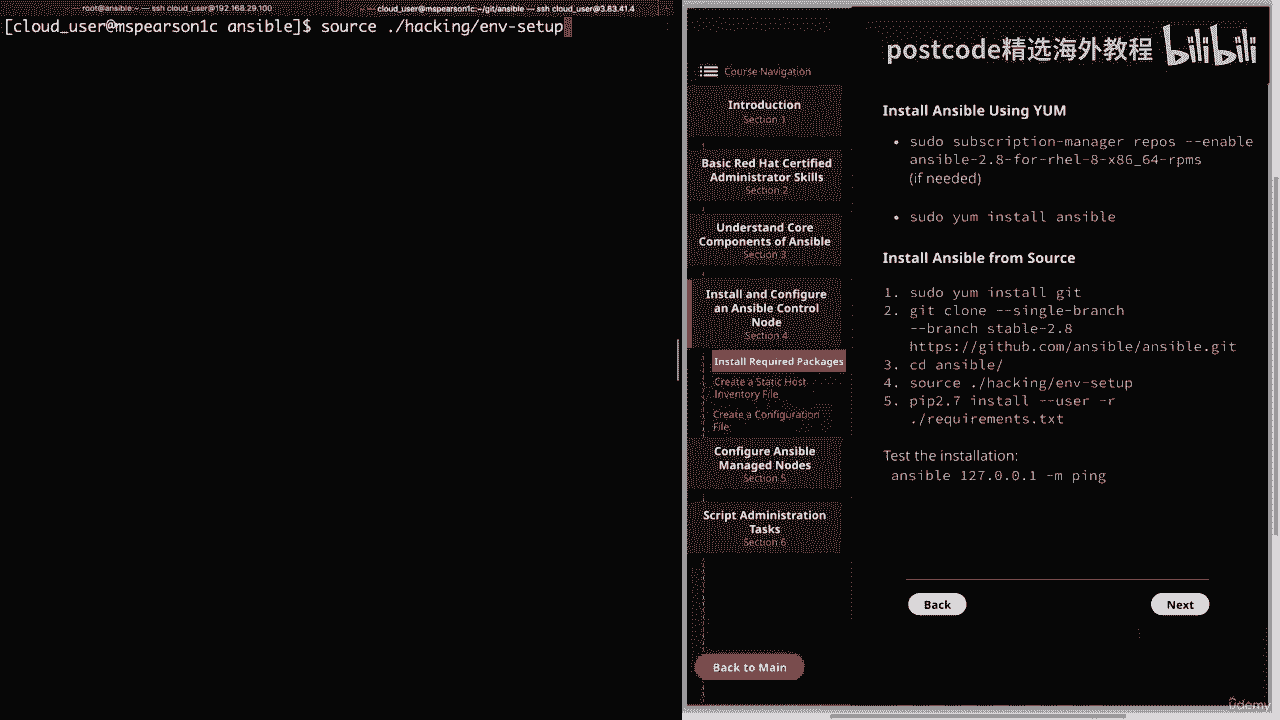 root@ansible:~ — ssh cloud_user@192.168.29.100
cloud_user@mspearson1c:~/git/ansible — ssh cloud_user@3.83.41.4
[cloud_user@mspearson1c ansible]$ source ./hacking/env-setup
postcode精选海外教程 bilibili
Course Navigation
Introduction
Section 1
Basic Red Hat Certified
Administrator Skills
Section 2
Understand Core
Components of Ansible
Section 3
Install and Configure
an Ansible Control
Node
Section 4
Install Required Packages
Create a Static Host
Inventory File
Create a Configuration
File
Configure Ansible
Managed Nodes
Section 5
Script Administration
Tasks
Section 6
Back to Main
Install Ansible Using YUM
• sudo subscription-manager repos --enable
ansible-2.8-for-rhel-8-x86_64-rpms
(if needed)
• sudo yum install ansible
Install Ansible from Source
1. sudo yum install git
2. git clone --single-branch
--branch stable-2.8
https://github.com/ansible/ansible.git
3. cd ansible/
4. source ./hacking/env-setup
5. pip2.7 install --user -r
./requirements.txt
Test the installation:
ansible 127.0.0.1 -m ping
Back
Next
ûdemy